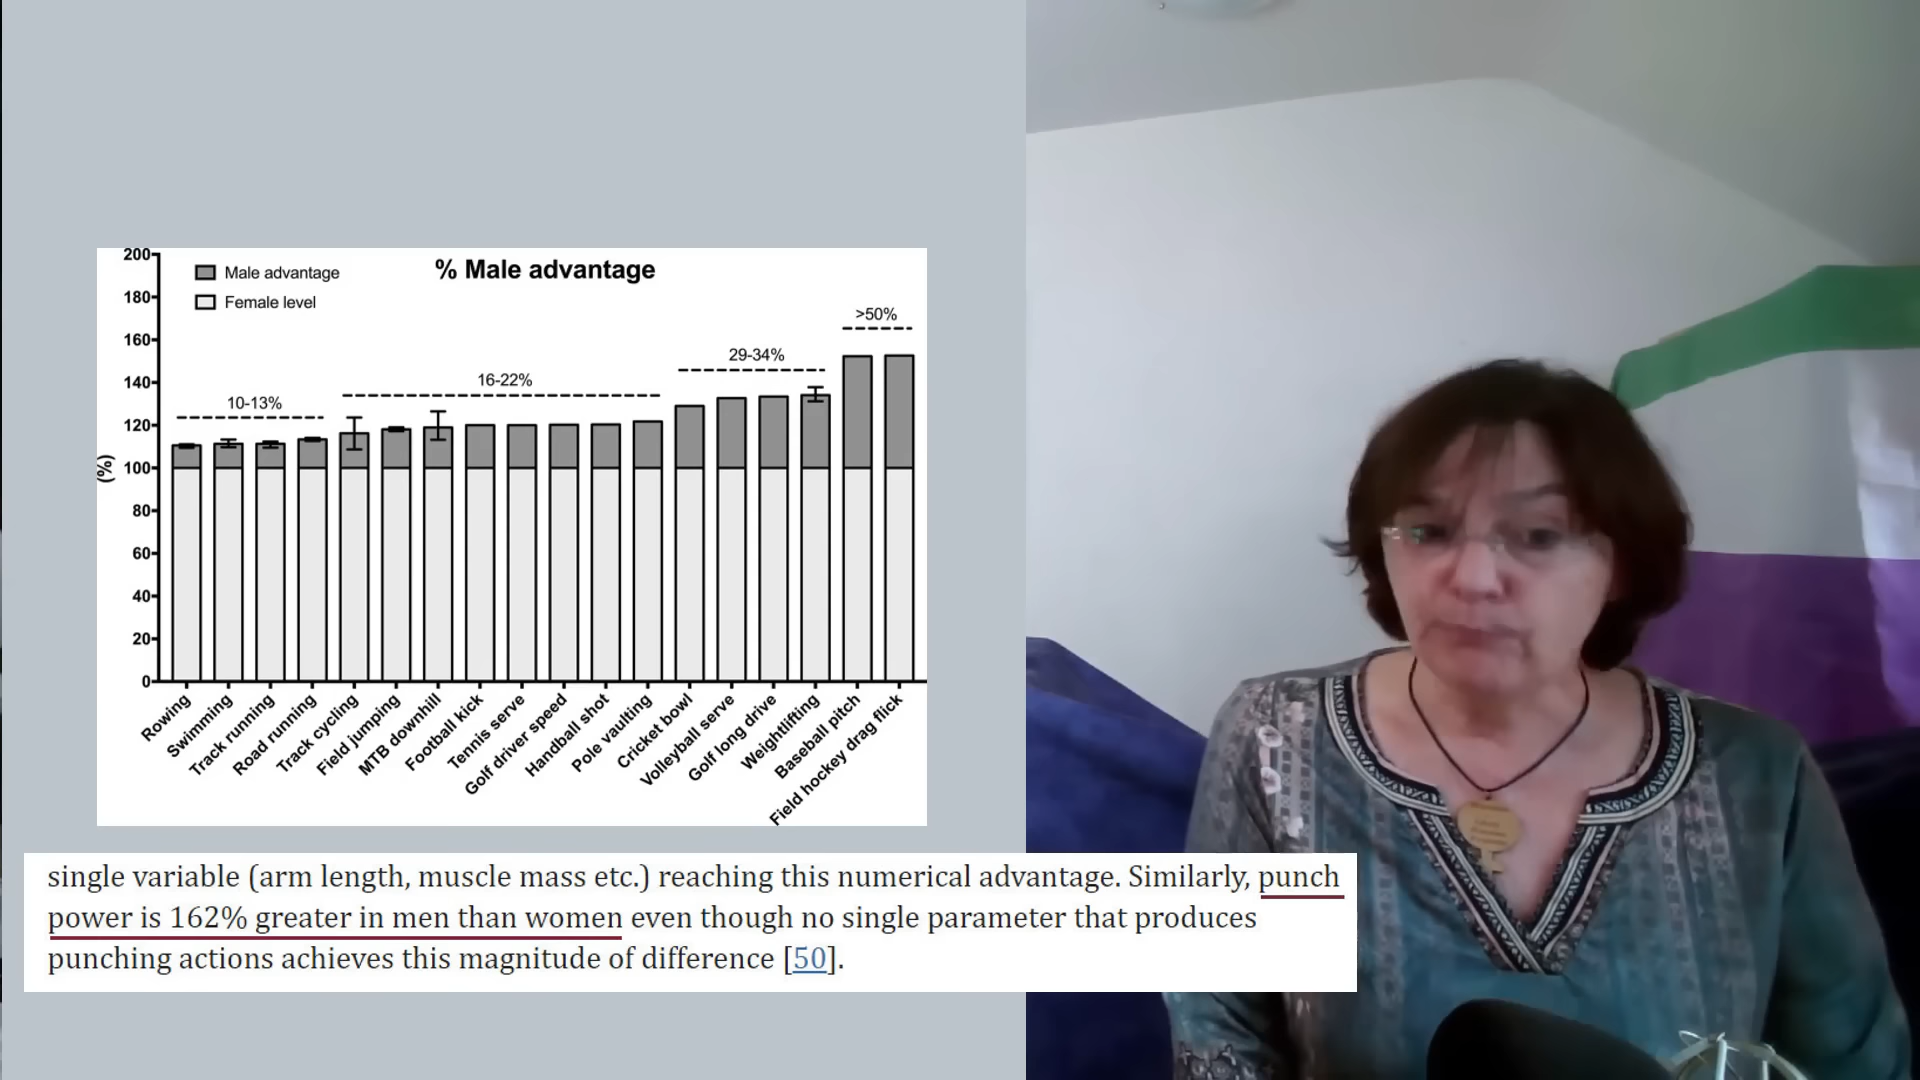 % Male advantage
Male advantage
Female level
200
180
160
140
120
100
80
60
40
20
0
(%)
10-13%
16-22%
29-34%
>50%
Rowing
Swimming
Track running
Road running
Track cycling
Field jumping
MTB downhill
Football kick
Tennis serve
Golf driver speed
Handball shot
Pole vaulting
Cricket bowl
Volleyball serve
Golf long drive
Weightlifting
Baseball pitch
Field hockey drag flick
single variable (arm length, muscle mass etc.) reaching this numerical advantage. Similarly, punch
power is 162% greater in men than women even though no single parameter that produces
punching actions achieves this magnitude of difference [50].